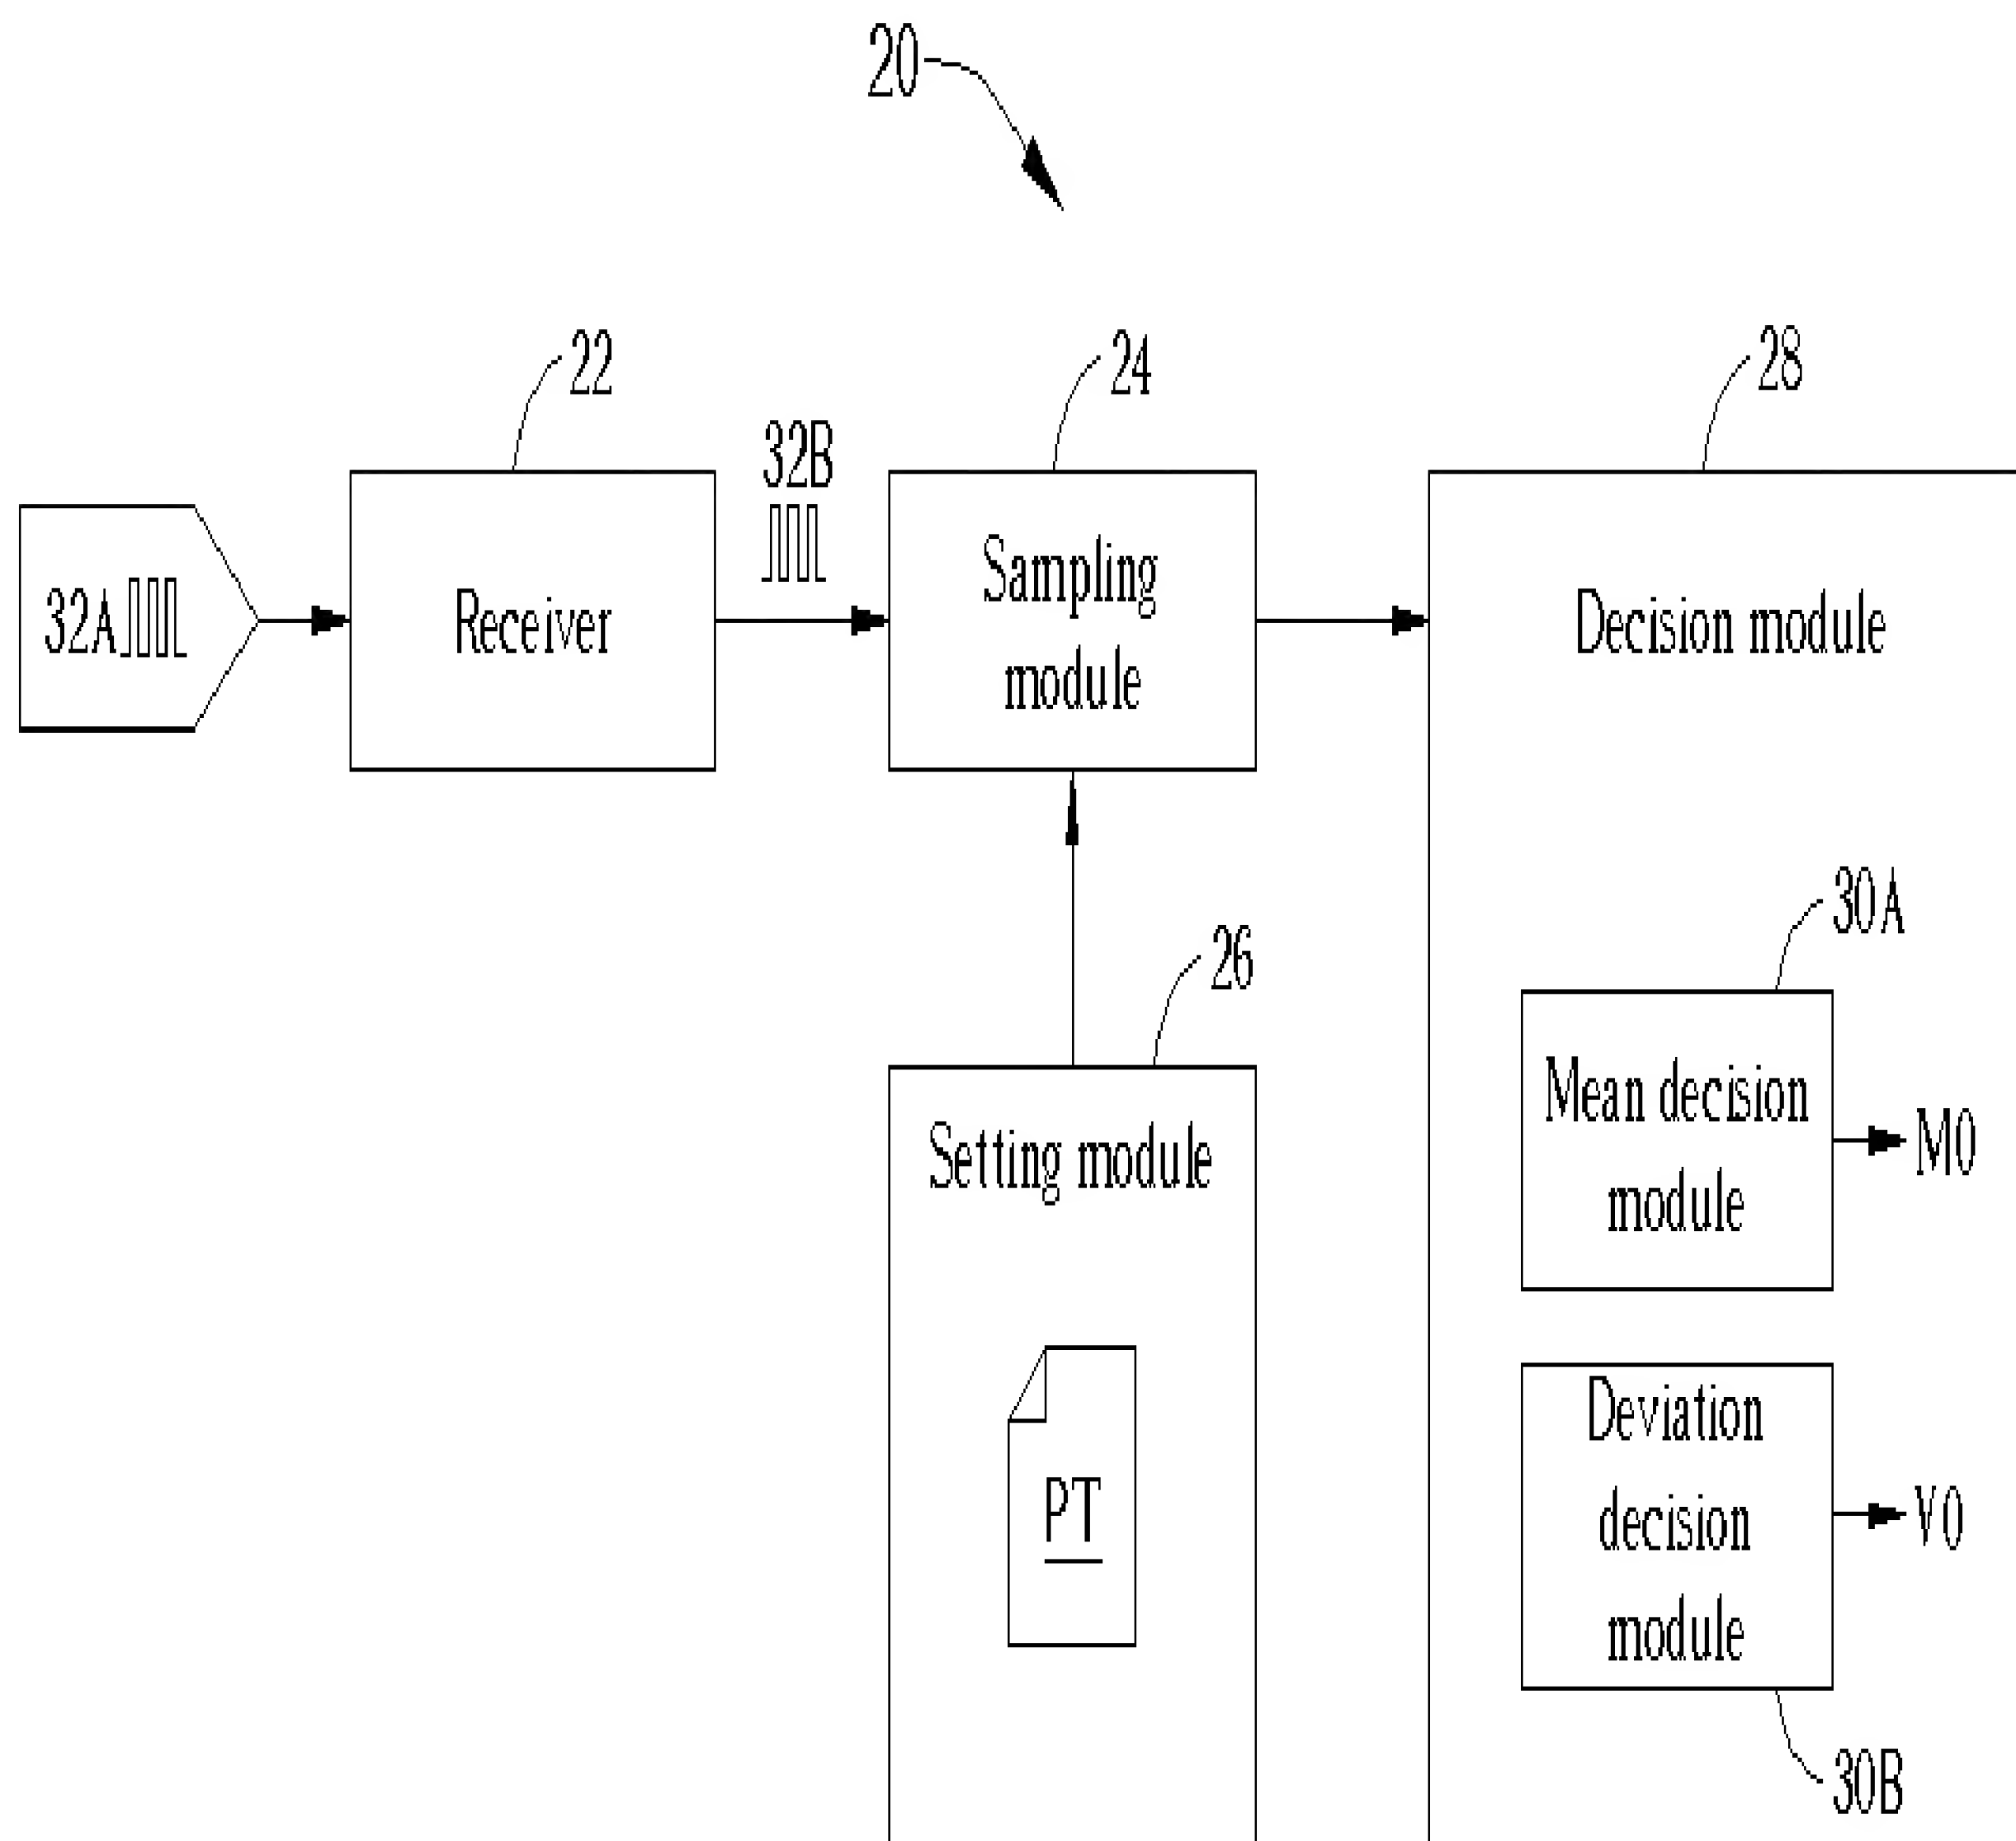 20
22
24
28
32B
32A
Receiver
Sampling
module
Decision module
30A
26
Mean decision
module
M0
Setting module
PT
Deviation
decision
module
V0
30B